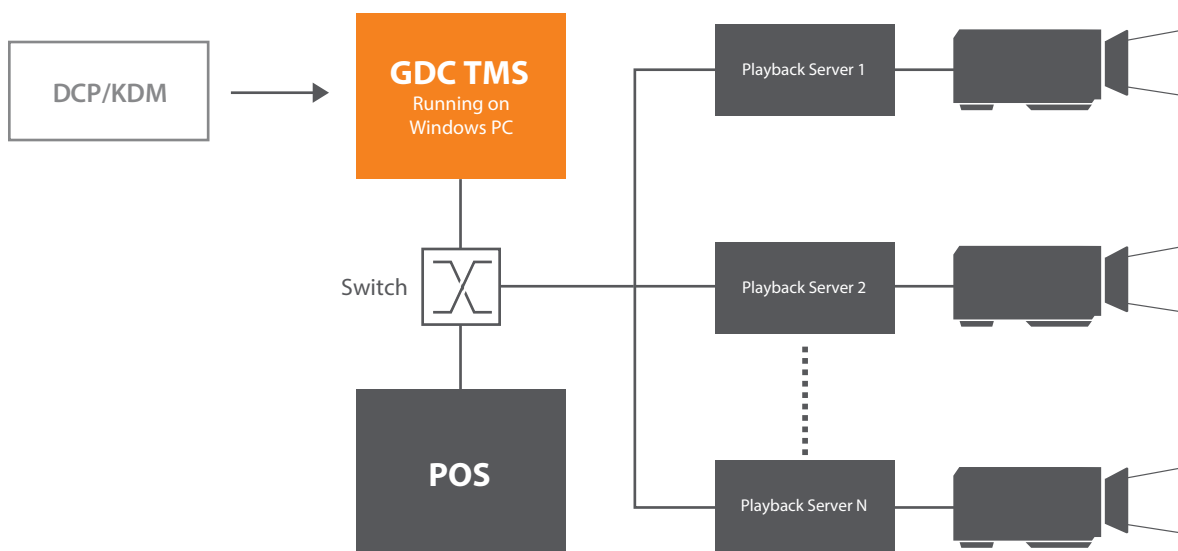 DCP/KDM
GDC TMS
Running on
Windows PC
Switch
POS
Playback Server 1
Playback Server 2
Playback Server N